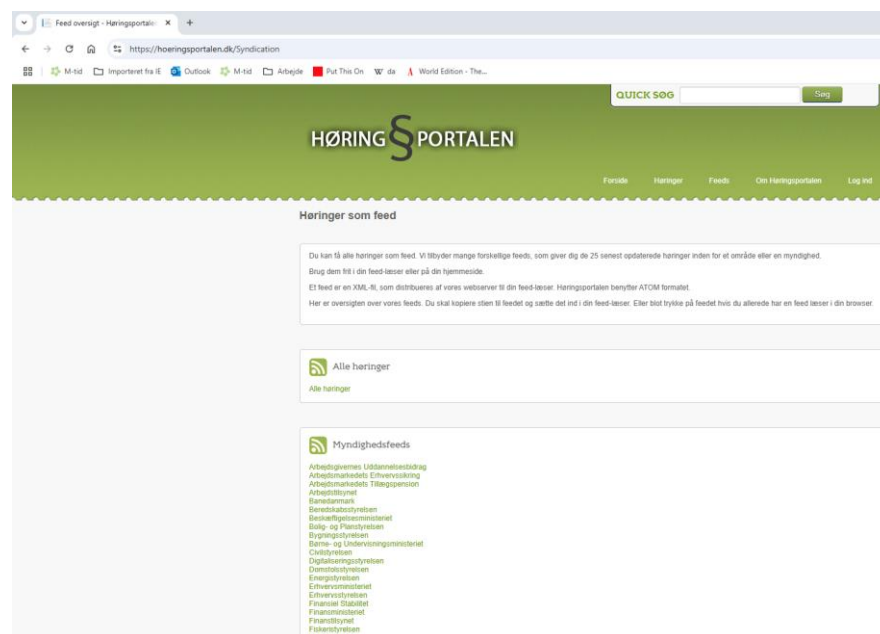 Feed oversigt - Høringsportale
https://hoeringsportalen.dk/Syndication
M-tid Importeret fra IE Outlook M-tid Arbejde Put This On W da World Edition - The...
QUICK SØG Søg
HØRING§PORTALEN
Forside Høringer Feeds Om Høringsportalen Log ind
Høringer som feed
Du kan få alle høringer som feed. Vi tilbyder mange forskellige feeds, som giver dig de 25 senest opdaterede høringer inden for et område eller en myndighed.
Brug dem frit i din feed-læser eller på din hjemmeside.
Et feed er en XML-fil, som distribueres af vores webserver til din feed-læser. Høringsportalen benytter ATOM formatet.
Her er oversigten over vores feeds. Du skal kopiere stien til feedet og sætte det ind i din feed-læser. Eller blot trykke på feedet hvis du allerede har en feed læser i din browser.
Alle høringer
Alle høringer
Myndighedsfeeds
Arbejdsgivernes Uddannelsesbidrag
Arbejdsmarkedets Erhvervssikring
Arbejdsmarkedets Tillægspension
Arbejdstilsynet
Banedanmark
Beredskabsstyrelsen
Beskæftigelsesministeriet
Bolig- og Planstyrelsen
Bygningsstyrelsen
Børne- og Undervisningsministeriet
Civilstyrelsen
Digitaliseringsstyrelsen
Domstolsstyrelsen
Energistyrelsen
Erhvervsministeriet
Erhvervsstyrelsen
Finansiel Stabilitet
Finansministeriet
Finanstilsynet
Fiskeristyrelsen